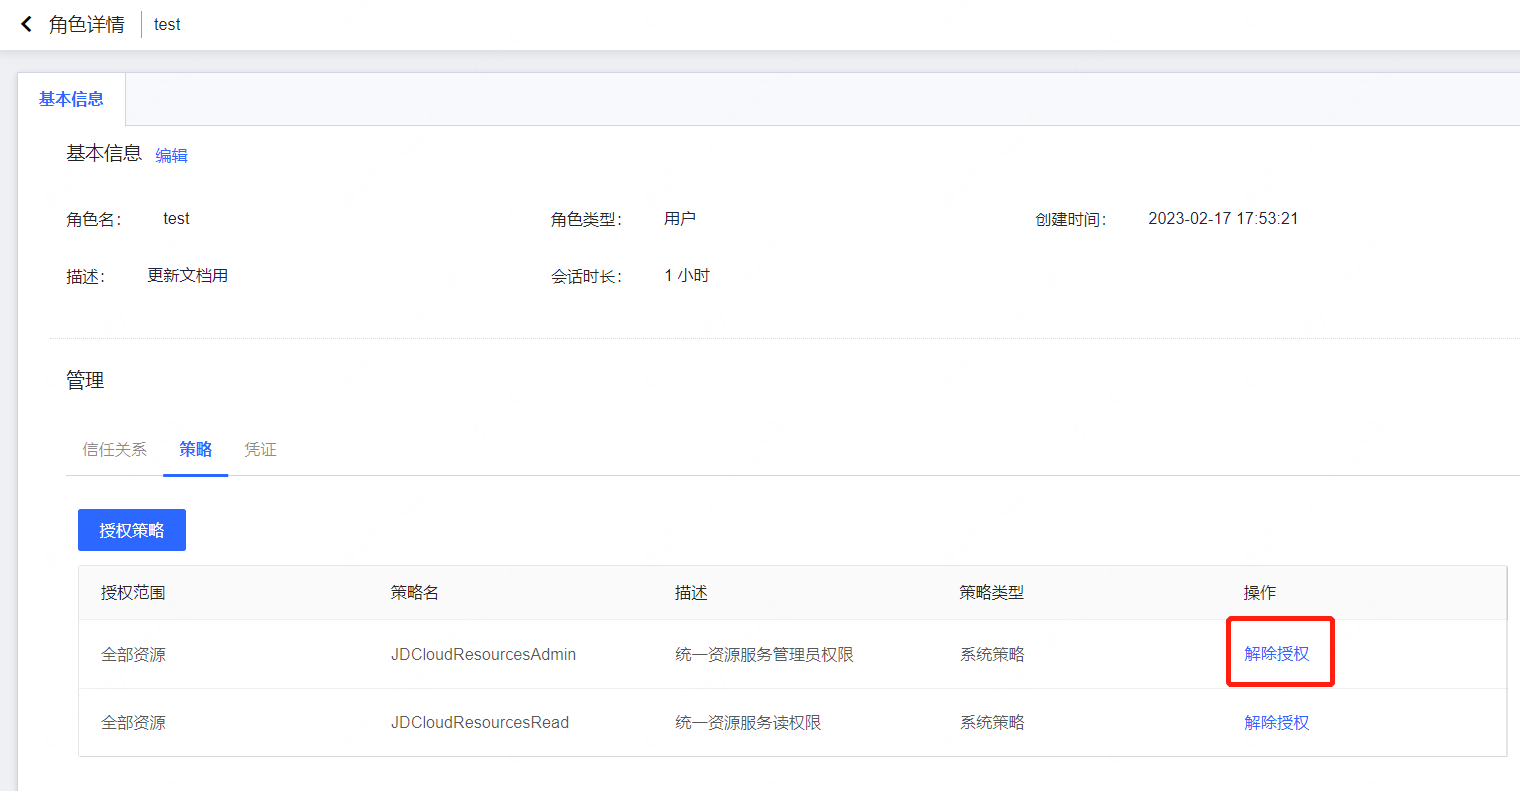 角色详情 test
基本信息
基本信息 编辑
角色名： test 角色类型： 用户 创建时间： 2023-02-17 17:53:21
描述： 更新文档用 会话时长： 1 小时
管理
信任关系 策略 凭证
授权策略
授权范围 策略名 描述 策略类型 操作
全部资源 JDCloudResourcesAdmin 统一资源服务管理员权限 系统策略 解除授权
全部资源 JDCloudResourcesRead 统一资源服务读权限 系统策略 解除授权